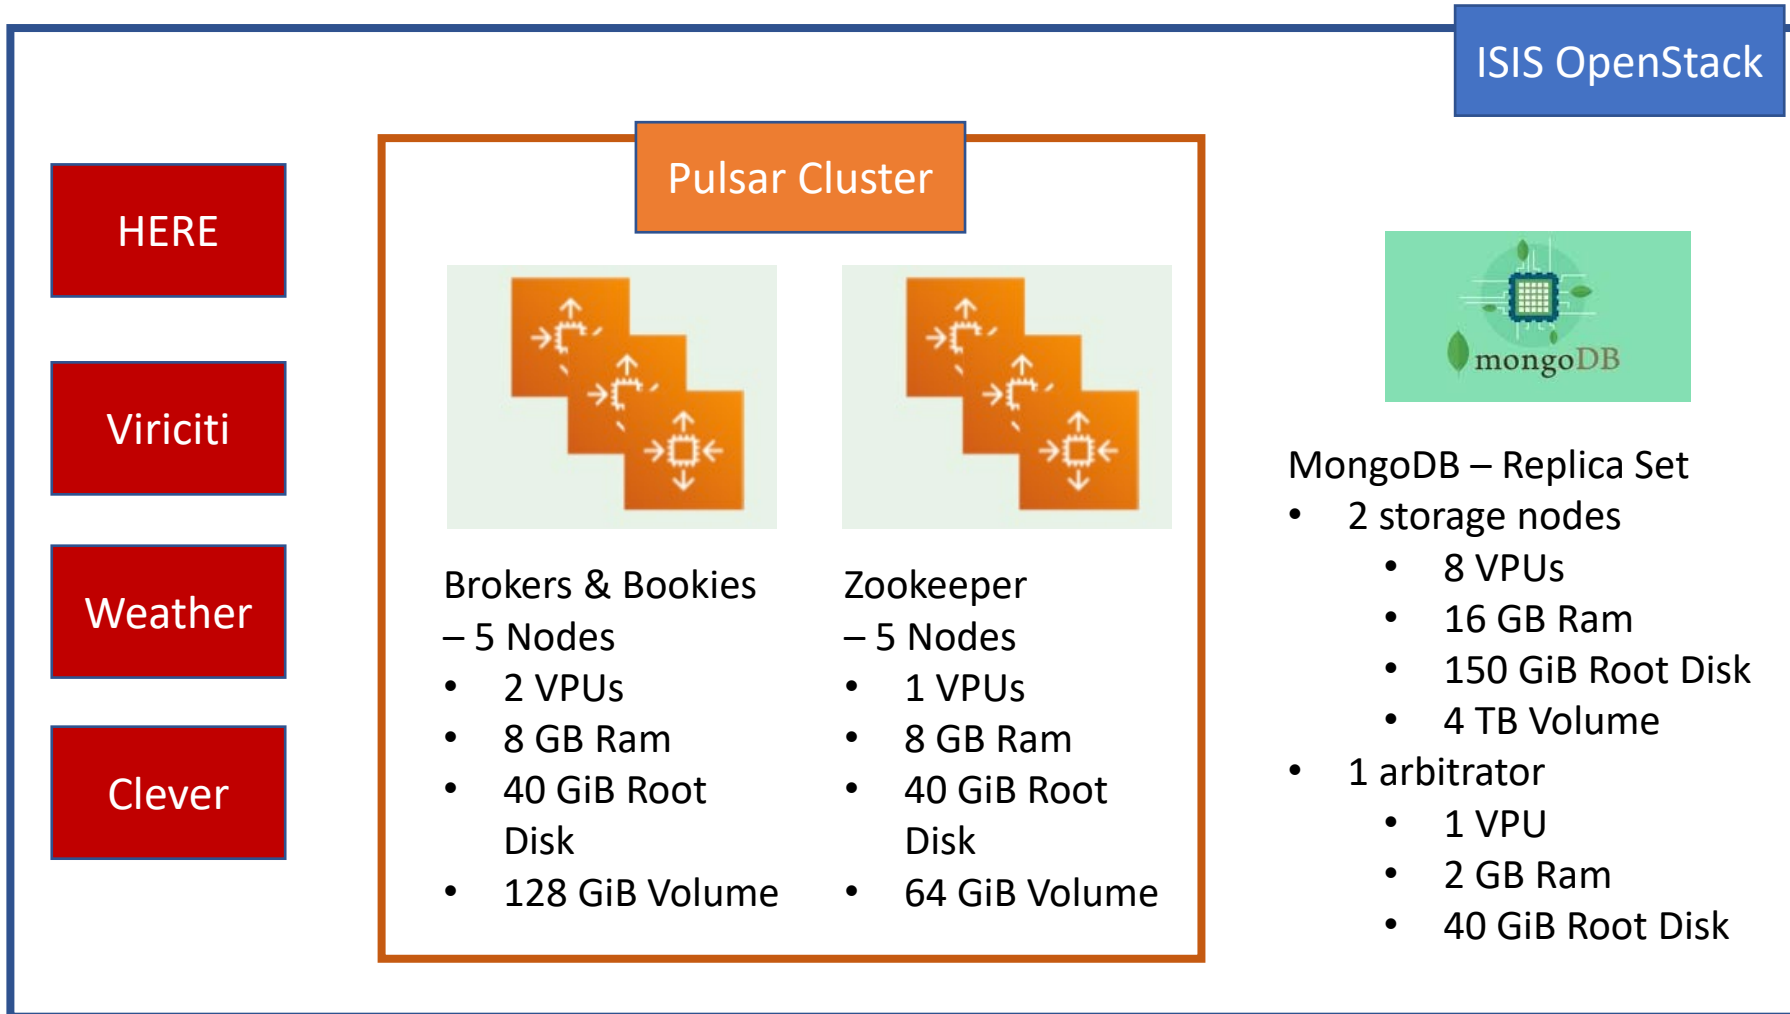 ISIS OpenStack
HERE
Viriciti
Weather
Clever
Pulsar Cluster
Brokers & Bookies
– 5 Nodes
• 2 VPUs
• 8 GB Ram
• 40 GiB Root
Disk
• 128 GiB Volume
Zookeeper
– 5 Nodes
• 1 VPUs
• 8 GB Ram
• 40 GiB Root
Disk
• 64 GiB Volume
mongoDB
MongoDB – Replica Set
• 2 storage nodes
• 8 VPUs
• 16 GB Ram
• 150 GiB Root Disk
• 4 TB Volume
• 1 arbitrator
• 1 VPU
• 2 GB Ram
• 40 GiB Root Disk